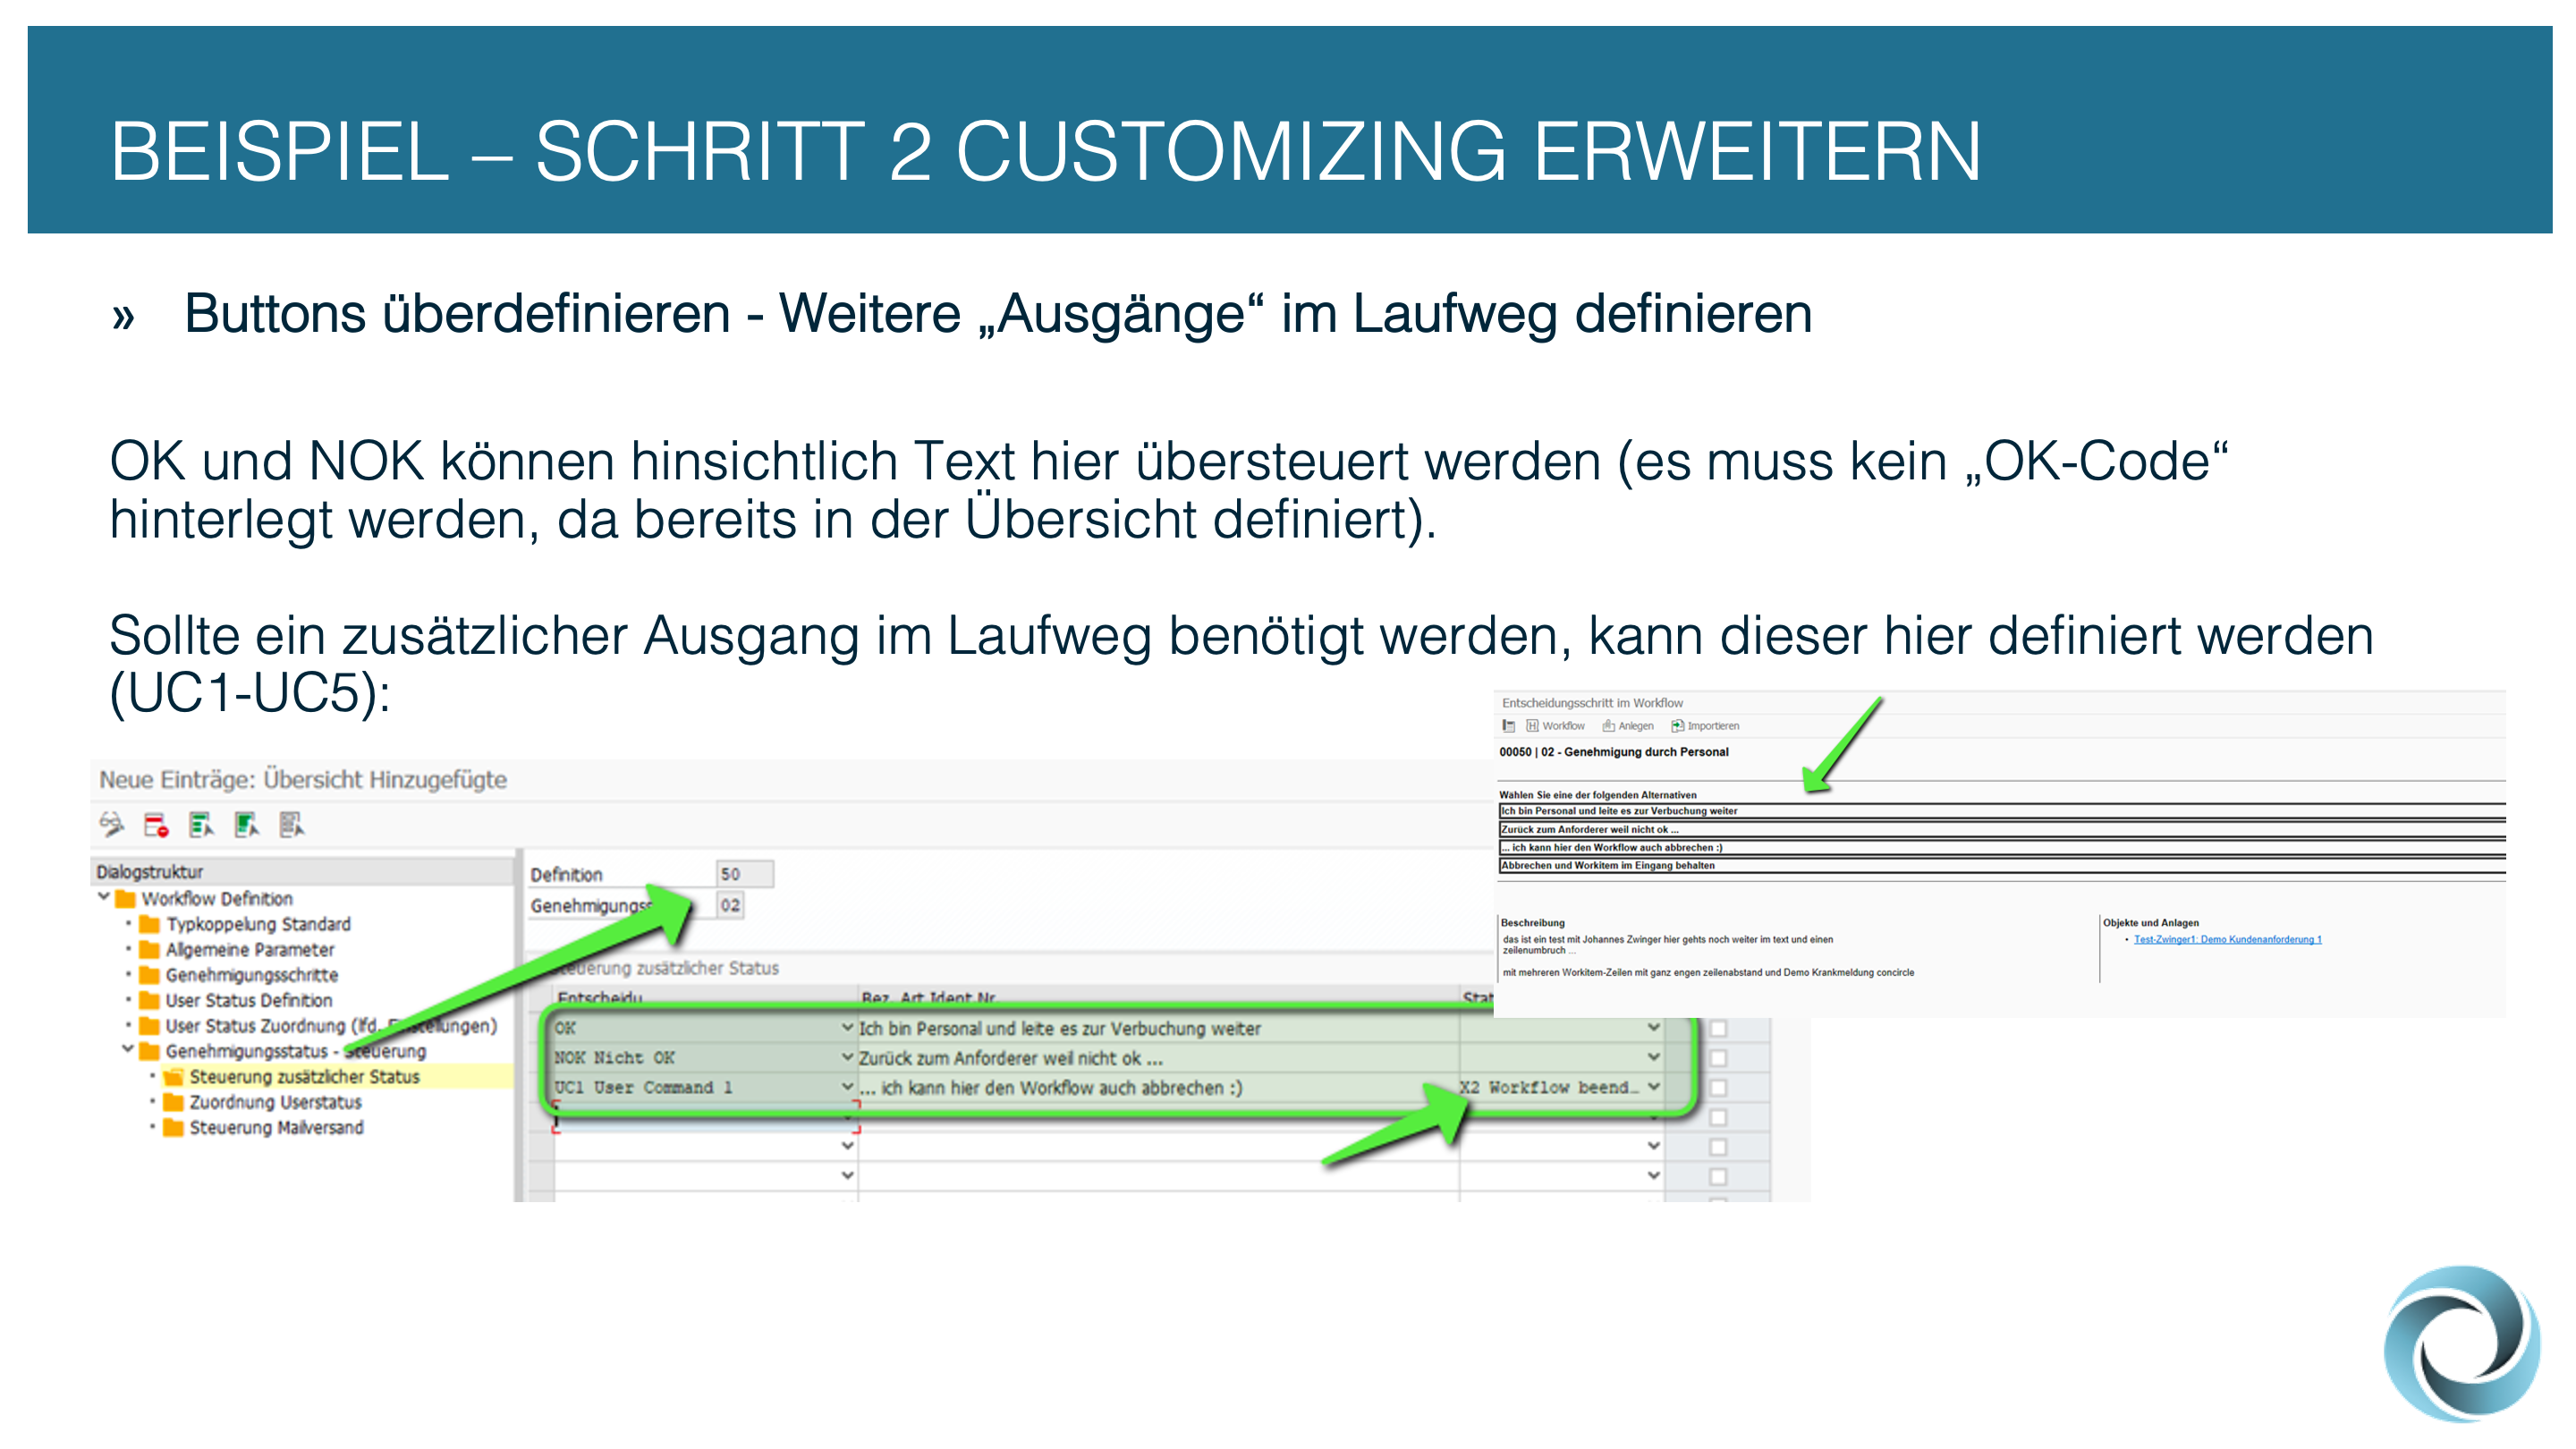 BEISPIEL – SCHRITT 2 CUSTOMIZING ERWEITERN
» Buttons überdefinieren - Weitere „Ausgänge“ im Laufweg definieren
OK und NOK können hinsichtlich Text hier übersteuert werden (es muss kein „OK-Code“
hinterlegt werden, da bereits in der Übersicht definiert).
Sollte ein zusätzlicher Ausgang im Laufweg benötigt werden, kann dieser hier definiert werden
(UC1-UC5):
Neue Einträge: Übersicht Hinzugefügte
Dialogstruktur
Workflow Definition
Typkoppelung Standard
Allgemeine Parameter
Genehmigungsschritte
User Status Definition
User Status Zuordnung (lfd.
Genehmigungsstatus - Steuerung
Steuerung zusätzlicher Status
Zuordnung Userstatus
Steuerung Mailversand
Definition 50
Genehmigungss 02
zusätzlicher Status
Entscheidu Bez. Art Ident Nr. Stat
OK Ich bin Personal und leite es zur Verbuchung weiter
NOK Nicht OK Zurück zum Anforderer weil nicht ok ...
UC1 User Command 1 ... ich kann hier den Workflow auch abbrechen :) X2 Workflow beend…
Entscheidungsschritt im Workflow
Workflow Anlegen Importieren
00050 | 02 - Genehmigung durch Personal
Wählen Sie eine der folgenden Alternativen
Ich bin Personal und leite es zur Verbuchung weiter
Zurück zum Anforderer weil nicht ok ...
... ich kann hier den Workflow auch abbrechen :)
Abbrechen und Workitem im Eingang behalten
Beschreibung
das ist ein test mit Johannes Zwinger hier gehts noch weiter im text und einen
zeilenumbruch ...
mit mehreren Workitem-Zeilen mit ganz engen zeilenabstand und Demo Krankmeldung concircle
Objekte und Anlagen
• Test-Zwinger1: Demo Kundenanforderung 1